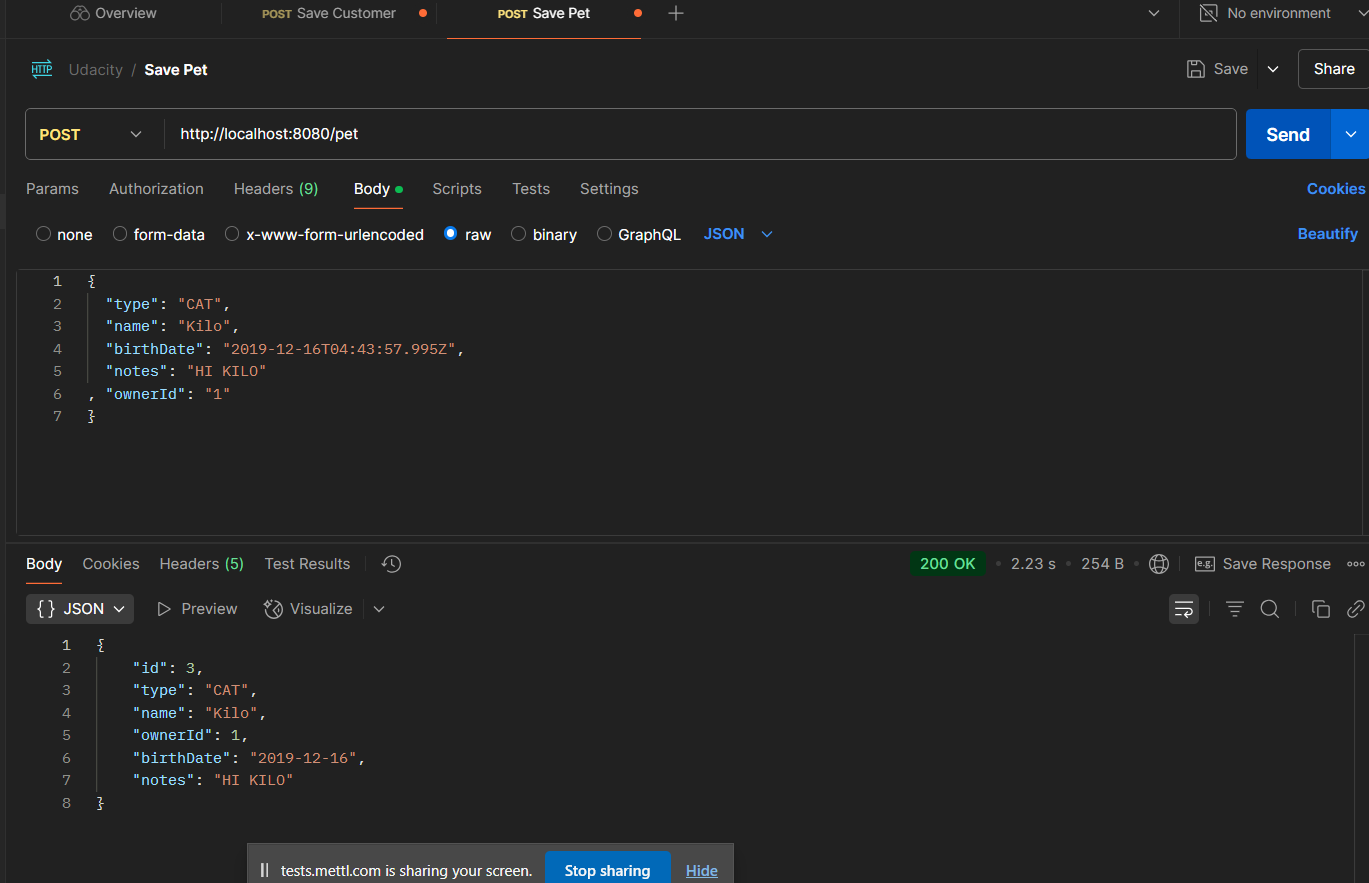 Overview
POST Save Customer
POST Save Pet
No environment
HTTP Udacity / Save Pet
Save
Share
POST
http://localhost:8080/pet
Send
Params Authorization Headers (9) Body Scripts Tests Settings
Cookies
none form-data x-www-form-urlencoded raw binary GraphQL JSON
Beautify
1 {
2 "type": "CAT",
3 "name": "Kilo",
4 "birthDate": "2019-12-16T04:43:57.995Z",
5 "notes": "HI KILO"
6 , "ownerId": "1"
7 }
Body Cookies Headers (5) Test Results
200 OK • 2.23 s • 254 B •
e.g. Save Response
{} JSON Preview Visualize
1 {
2 "id": 3,
3 "type": "CAT",
4 "name": "Kilo",
5 "ownerId": 1,
6 "birthDate": "2019-12-16",
7 "notes": "HI KILO"
8 }
tests.mettl.com is sharing your screen. Stop sharing Hide